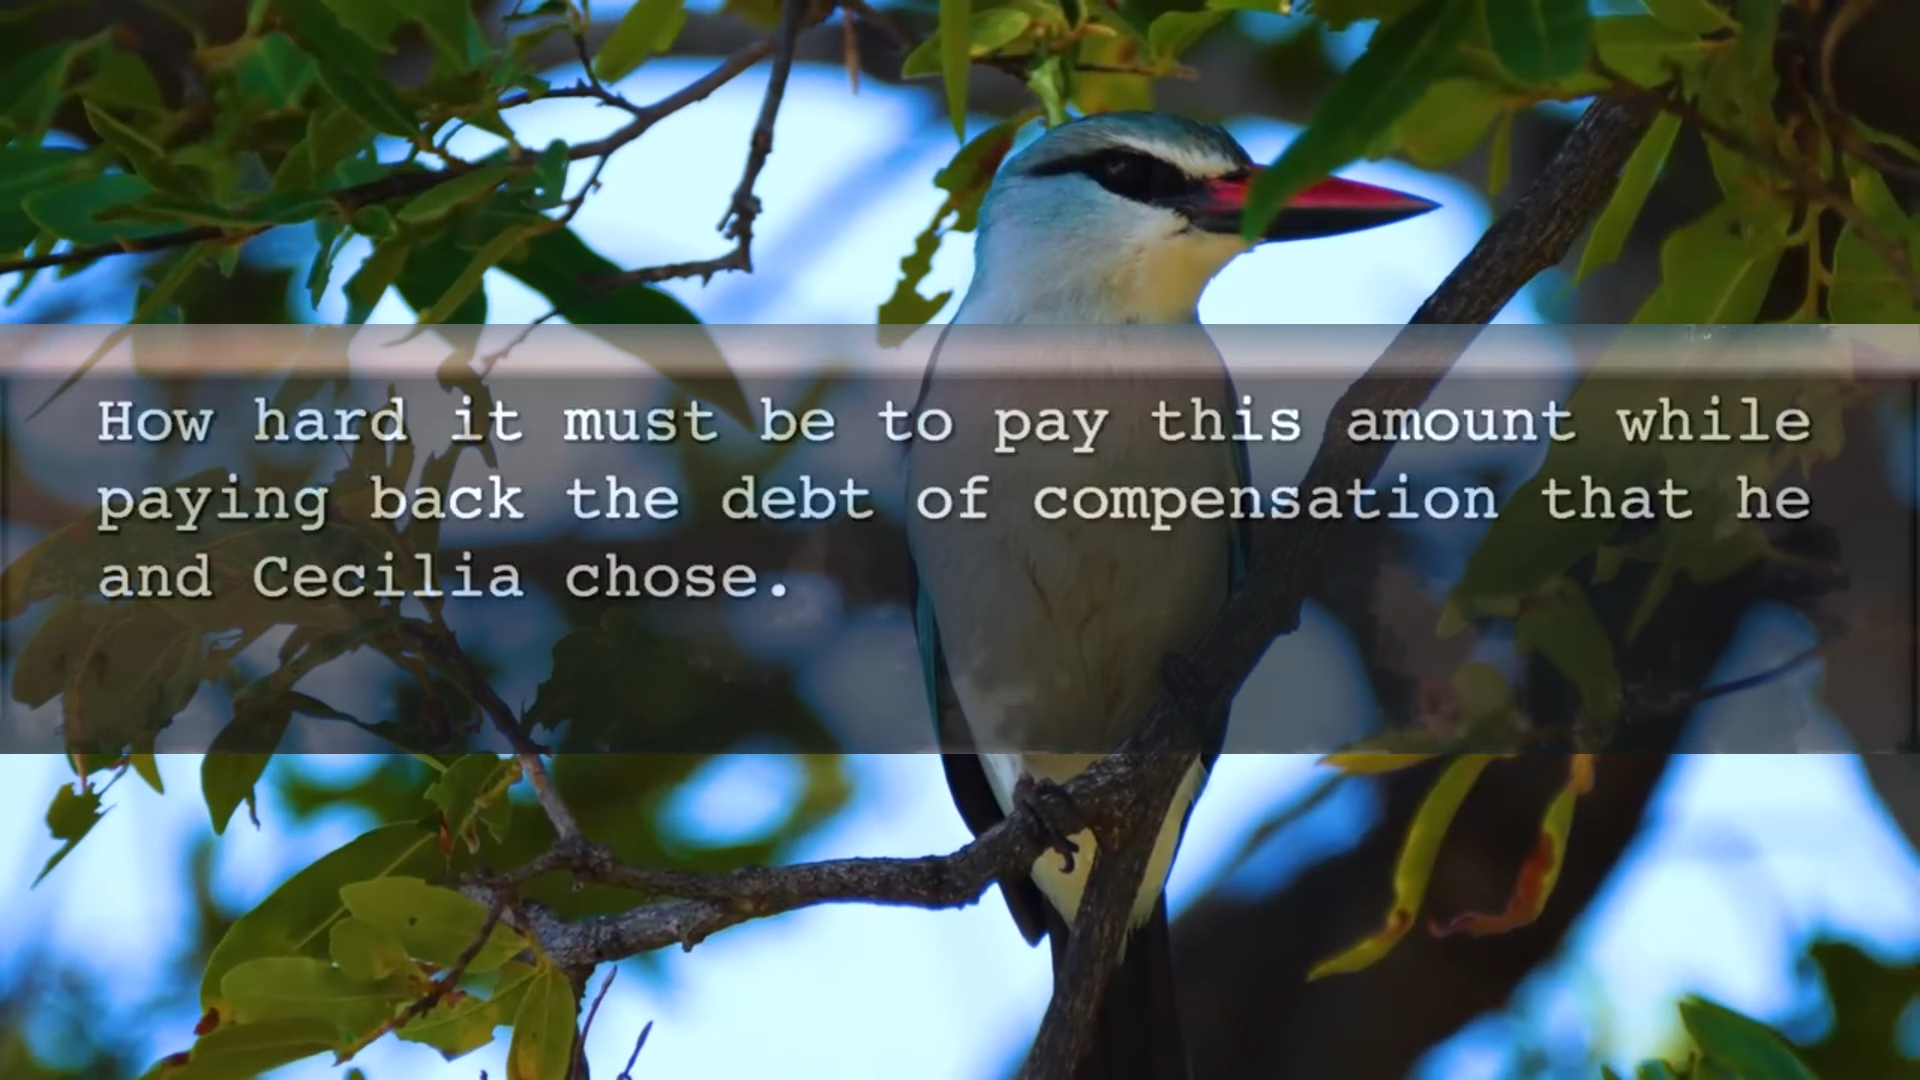 How hard it must be to pay this amount while
paying back the debt of compensation that he
and Cecilia chose.